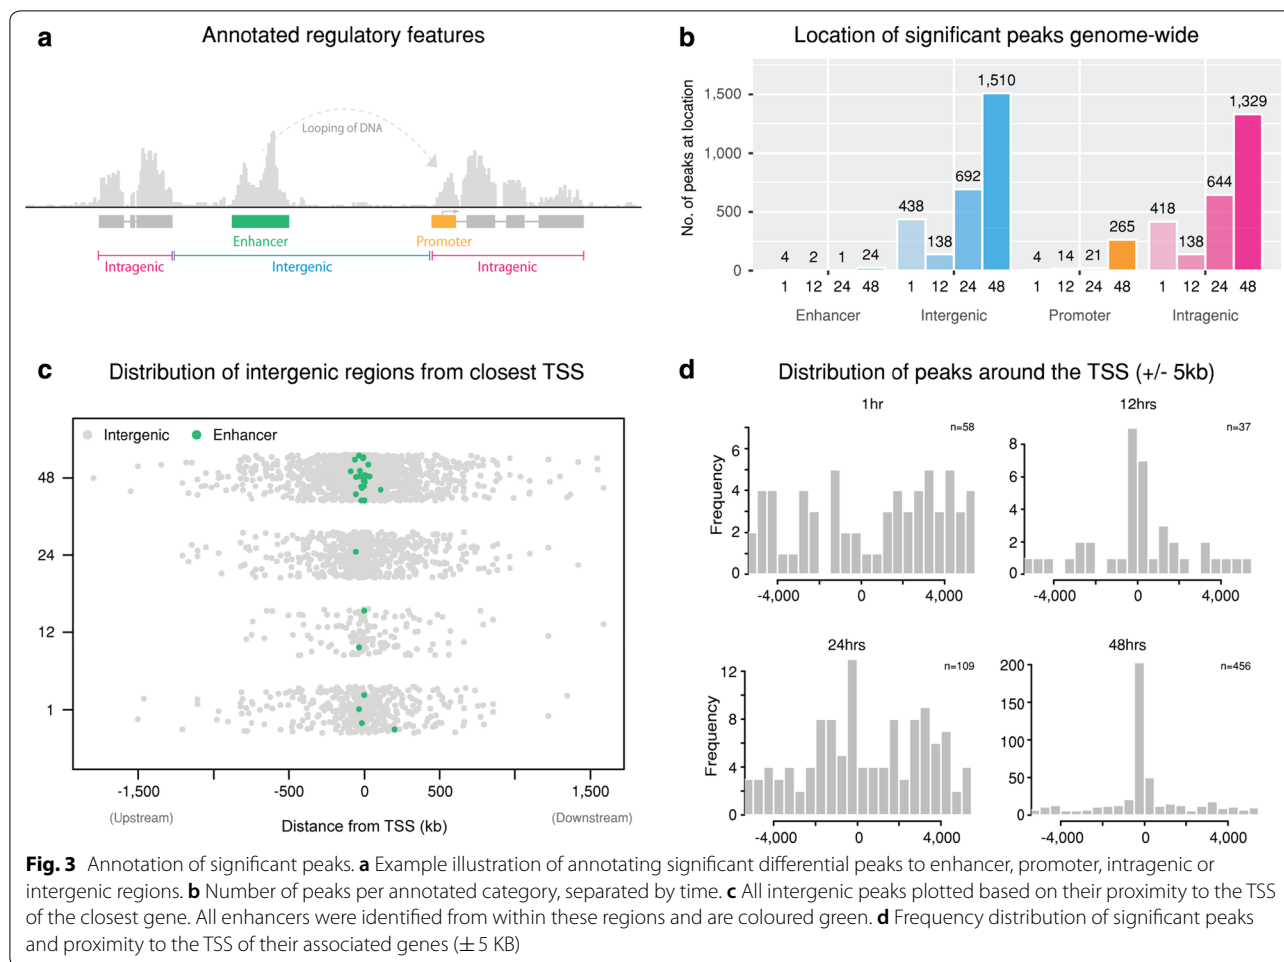 a Annotated regulatory features
Looping of DNA
Enhancer Promoter
Intragenic Intergenic Intragenic
b Location of significant peaks genome-wide
No. of peaks at location
1,500
1,000
500
0
4 2 1 24 438 138 692 1,510 4 14 21 265 418 138 644 1,329
1 12 24 48 1 12 24 48 1 12 24 48 1 12 24 48
Enhancer Intergenic Promoter Intragenic
c Distribution of intergenic regions from closest TSS
Intergenic Enhancer
48
24
12
1
-1,500 -500 0 500 1,500
(Upstream) (Downstream)
Distance from TSS (kb)
d Distribution of peaks around the TSS (+/- 5kb)
1hr
n=58
Frequency
6
4
2
0
-4,000 0 4,000
12hrs
n=37
8
6
4
2
0
-4,000 0 4,000
24hrs
n=109
Frequency
12
8
4
0
-4,000 0 4,000
48hrs
n=456
200
150
100
50
0
-4,000 0 4,000
Fig. 3 Annotation of significant peaks. a Example illustration of annotating significant differential peaks to enhancer, promoter, intragenic or
intergenic regions. b Number of peaks per annotated category, separated by time. c All intergenic peaks plotted based on their proximity to the TSS
of the closest gene. All enhancers were identified from within these regions and are coloured green. d Frequency distribution of significant peaks
and proximity to the TSS of their associated genes (± 5 KB)